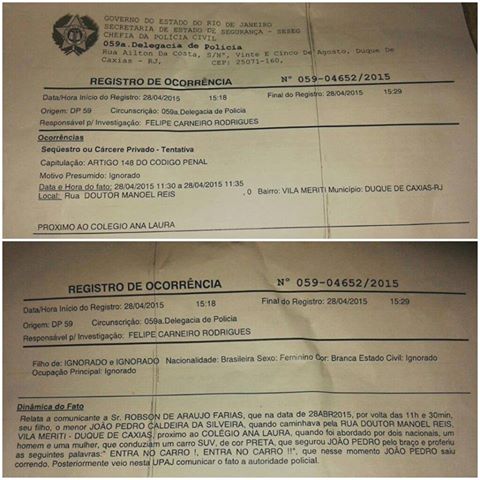 GOVERNO DO ESTADO DO RIO DE JANEIRO
SECRETARIA DE ESTADO DE SEGURANÇA - SESEG
CHEFIA DA POLÍCIA CIVIL
059a.Delegacia de Polícia
Rua Ailton Da Costa, S/Nº, Vinte E Cinco De Agosto, Duque De
Caxias - RJ, CEP: 25071-160,
REGISTRO DE OCORRÊNCIA Nº 059-04652/2015
Data/Hora Início do Registro: 28/04/2015 15:18 Final do Registro: 28/04/2015 15:29
Origem: DP 59 Circunscrição: 059a.Delegacia de Polícia
Responsável p/ Investigação: FELIPE CARNEIRO RODRIGUES
Ocorrências
Seqüestro ou Cárcere Privado - Tentativa
Capitulação: ARTIGO 148 DO CODIGO PENAL
Motivo Presumido: Ignorado
Data e Hora do fato: 28/04/2015 11:30 a 28/04/2015 11:35
Local: Rua DOUTOR MANOEL REIS , 0 Bairro: VILA MERITI Município: DUQUE DE CAXIAS-RJ
PROXIMO AO COLEGIO ANA LAURA
REGISTRO DE OCORRÊNCIA Nº 059-04652/2015
Data/Hora Início do Registro: 28/04/2015 15:18 Final do Registro: 28/04/2015 15:29
Origem: DP 59 Circunscrição: 059a.Delegacia de Polícia
Responsável p/ Investigação: FELIPE CARNEIRO RODRIGUES
Filho de: IGNORADO e IGNORADO Nacionalidade: Brasileira Sexo: Feminino Cor: Branca Estado Civil: Ignorado
Ocupação Principal: Ignorado
Dinâmica do Fato
Relata a comunicante a Sr. ROBSON DE ARAUJO FARIAS, que na data de 28ABR2015, por volta das 11h e 30min,
seu filho, o menor JOÃO PEDRO CALDEIRA DA SILVEIRA, quando caminhava pela RUA DOUTOR MANOEL REIS,
VILA MERITI - DUQUE DE CAXIAS, proximo ao COLÉGIO ANA LAURA, quando foi abordado por dois nacionais, um
homem e uma mulher, que conduziam um carro SUV, de cor PRETA, que segurou JOÃO PEDRO pelo braço e proferiu
as seguintes palavras:" ENTRA NO CARRO !, ENTRA NO CARRO !!", que nesse momento JOÃO PEDRO saiu
correndo. Posteriormente veio nesta UPAJ comunicar o fato a autoridade policial.